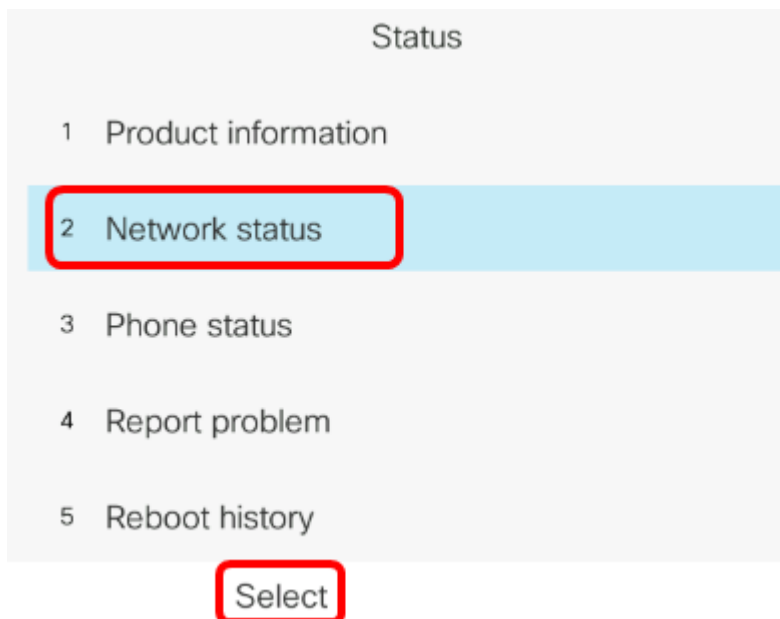 Status
1 Product information
2 Network status
3 Phone status
4 Report problem
5 Reboot history
Select